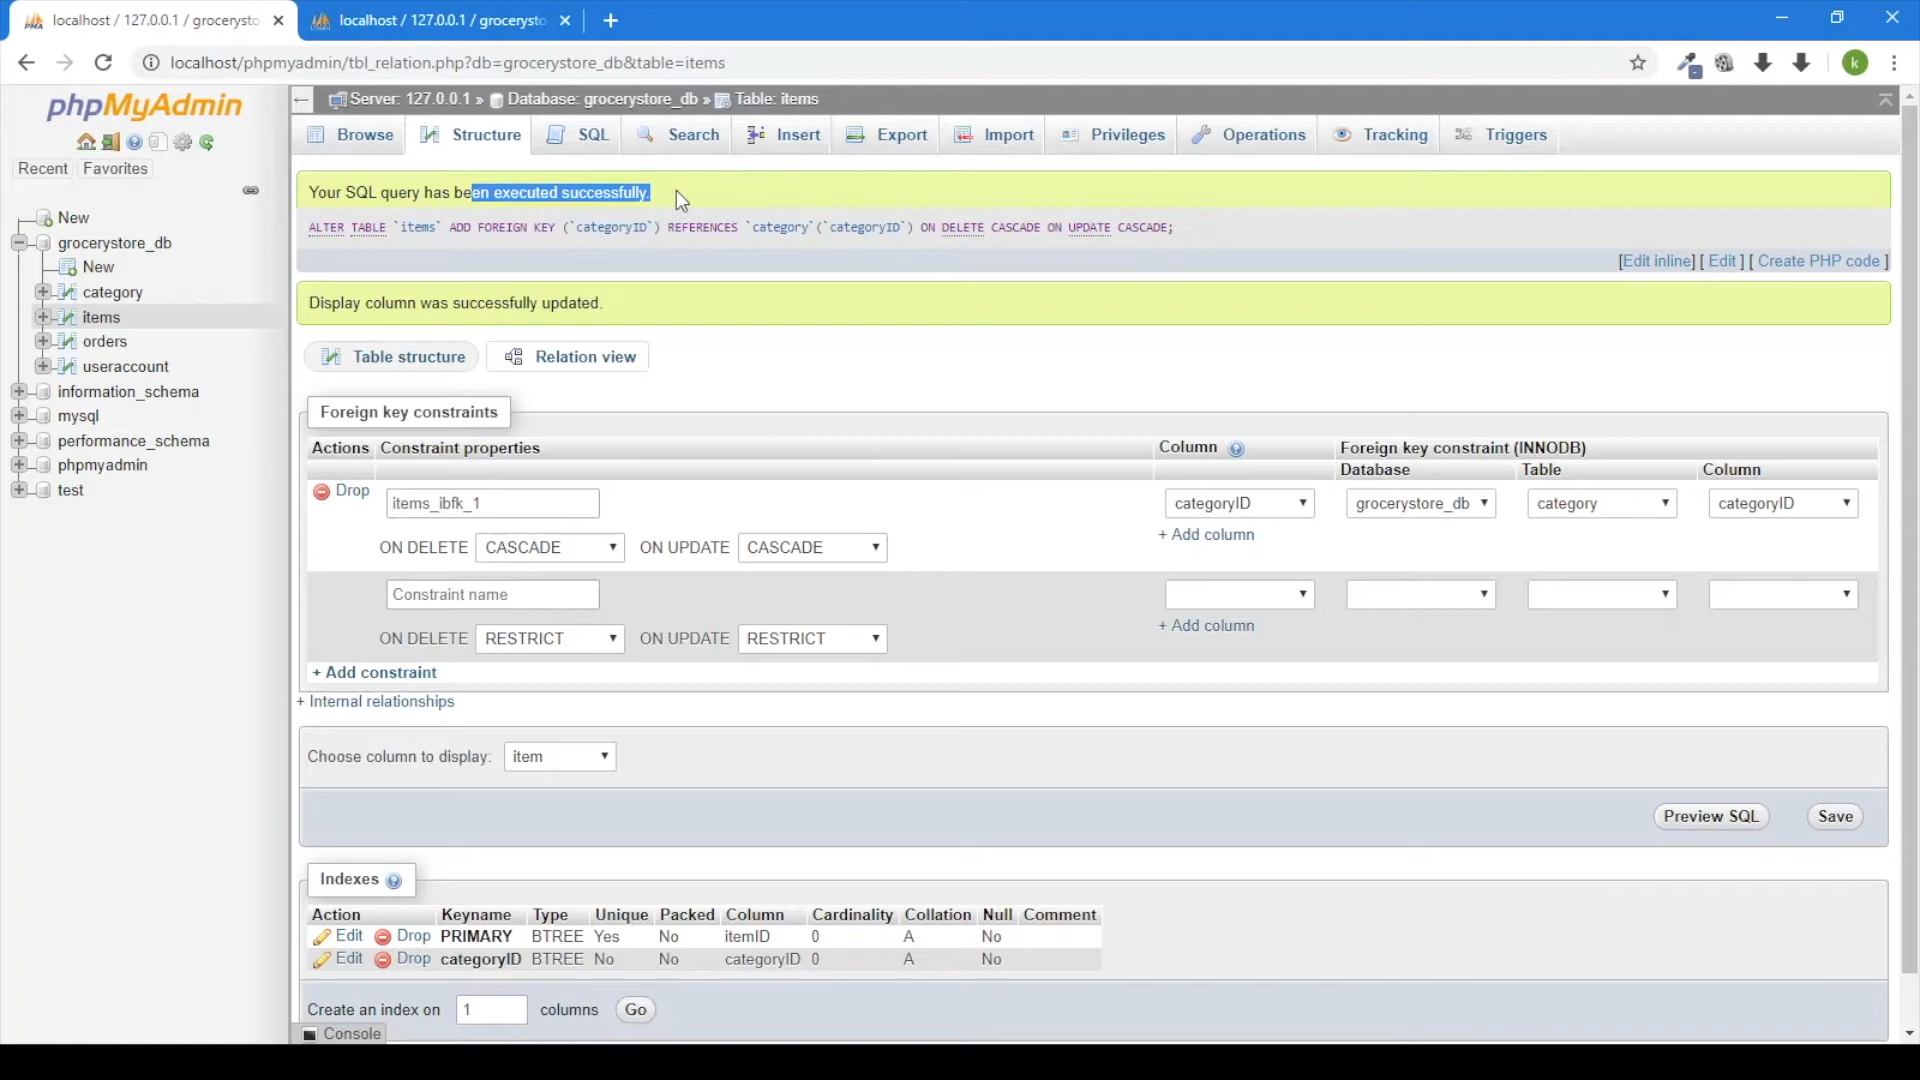 localhost / 127.0.0.1 / grocerysto
localhost / 127.0.0.1 / grocerysto
localhost/phpmyadmin/tbl_relation.php?db=grocerystore_db&table=items
k
phpMyAdmin
Recent Favorites
New
grocerystore_db
New
category
items
orders
useraccount
information_schema
mysql
performance_schema
phpmyadmin
test
Server: 127.0.0.1 » Database: grocerystore_db » Table: items
Browse Structure SQL Search Insert Export Import Privileges Operations Tracking Triggers
Your SQL query has been executed successfully.
ALTER TABLE `items` ADD FOREIGN KEY (`categoryID`) REFERENCES `category`(`categoryID`) ON DELETE CASCADE ON UPDATE CASCADE;
[Edit inline] [ Edit ] [ Create PHP code ]
Display column was successfully updated.
Table structure Relation view
Foreign key constraints
Actions Constraint properties Column Foreign key constraint (INNODB)
Database Table Column
Drop items_ibfk_1 categoryID grocerystore_db category categoryID
+ Add column
ON DELETE CASCADE ON UPDATE CASCADE
Constraint name
+ Add column
ON DELETE RESTRICT ON UPDATE RESTRICT
+ Add constraint
+ Internal relationships
Choose column to display: item
Preview SQL Save
Indexes
Action Keyname Type Unique Packed Column Cardinality Collation Null Comment
Edit Drop PRIMARY BTREE Yes No itemID 0 A No
Edit Drop categoryID BTREE No No categoryID 0 A No
Create an index on 1 columns Go
Console